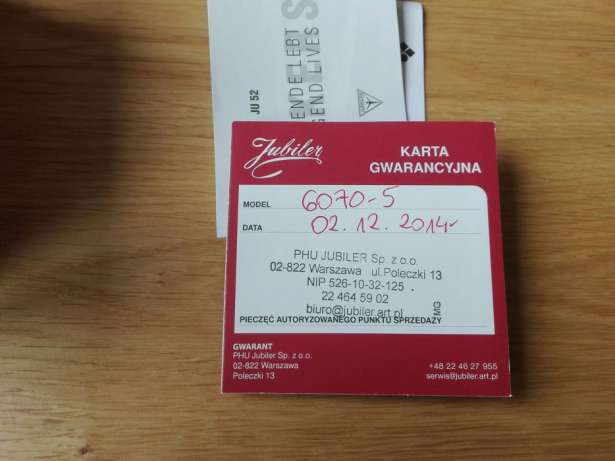 JU 52
ENDE LEBT
GEND LIVES
Jubiler
KARTA
GWARANCYJNA
MODEL 6070-5
DATA 02.12.2014r
PHU JUBILER Sp. z o.o.
02-822 Warszawa ul.Poleczki 13
NIP 526-10-32-125
22 464 59 02
biuro@jubiler.art.pl
MG
PIECZĘĆ AUTORYZOWANEGO PUNKTU SPRZEDAŻY
GWARANT
PHU Jubiler Sp. z o.o.
02-822 Warszawa
Poleczki 13
+48 22 46 27 955
serwis@jubiler.art.pl